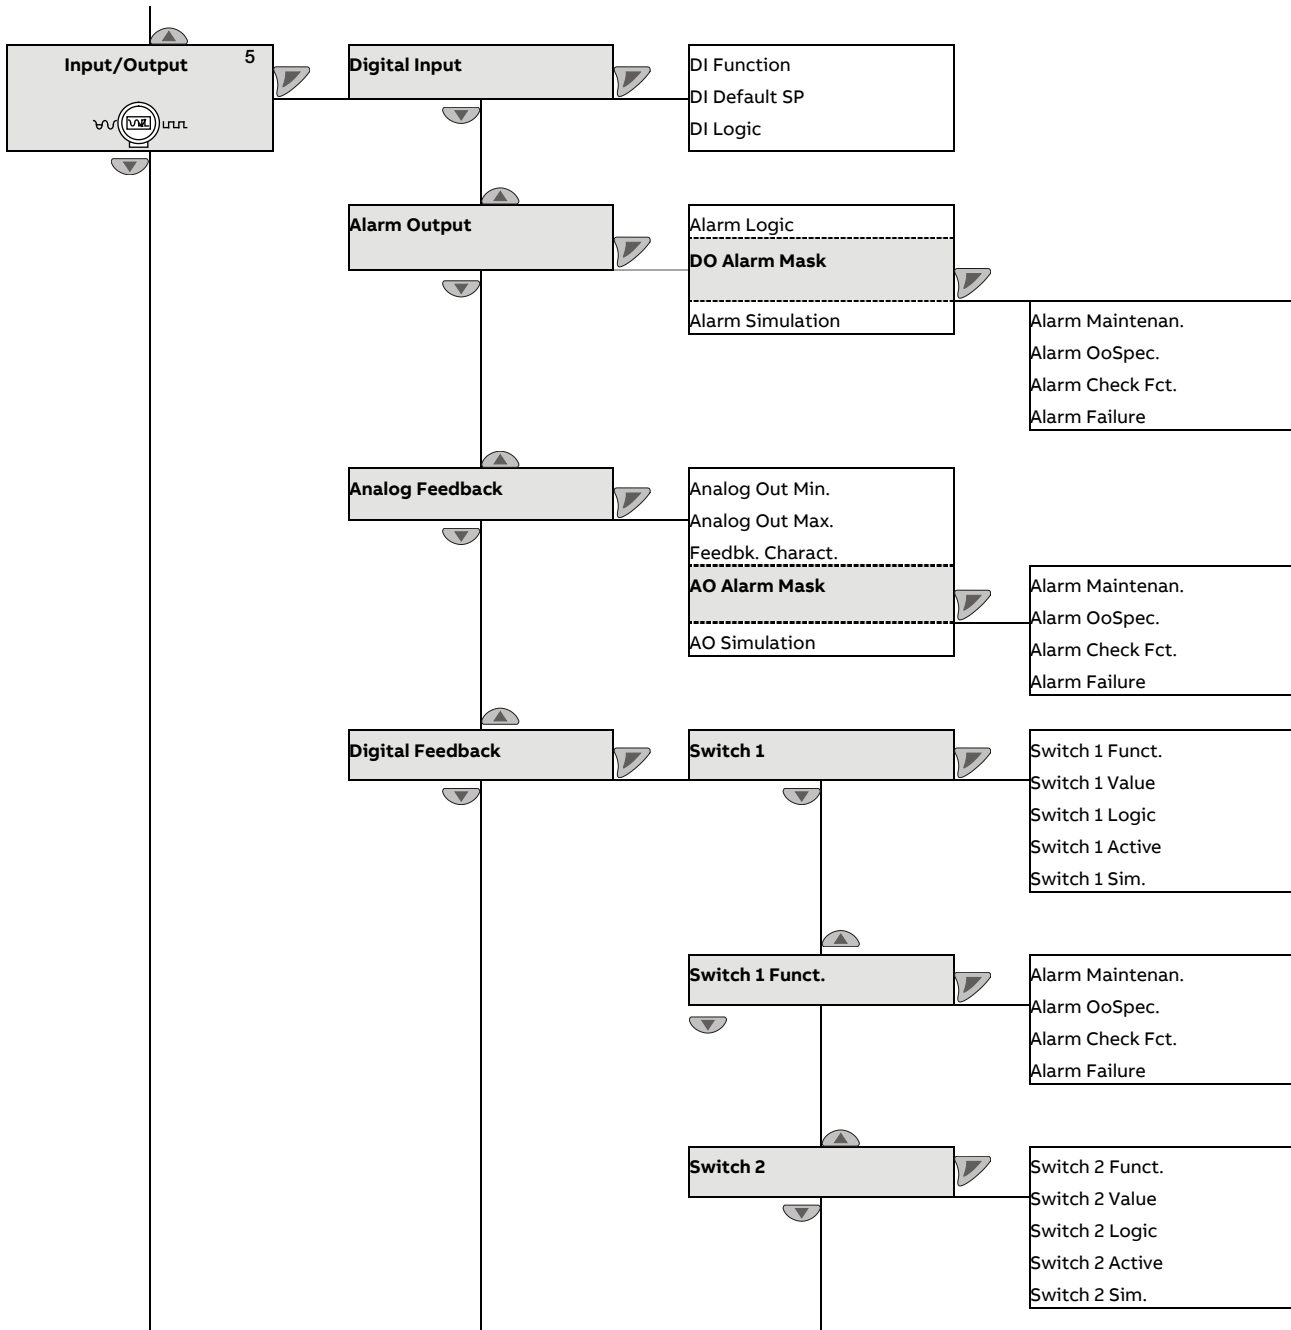 Input/Output 5
Digital Input
DI Function
DI Default SP
DI Logic
Alarm Output
Alarm Logic
DO Alarm Mask
Alarm Simulation
Alarm Maintenan.
Alarm OoSpec.
Alarm Check Fct.
Alarm Failure
Analog Feedback
Analog Out Min.
Analog Out Max.
Feedbk. Charact.
AO Alarm Mask
AO Simulation
Alarm Maintenan.
Alarm OoSpec.
Alarm Check Fct.
Alarm Failure
Digital Feedback
Switch 1
Switch 1 Funct.
Switch 1 Value
Switch 1 Logic
Switch 1 Active
Switch 1 Sim.
Switch 1 Funct.
Alarm Maintenan.
Alarm OoSpec.
Alarm Check Fct.
Alarm Failure
Switch 2
Switch 2 Funct.
Switch 2 Value
Switch 2 Logic
Switch 2 Active
Switch 2 Sim.